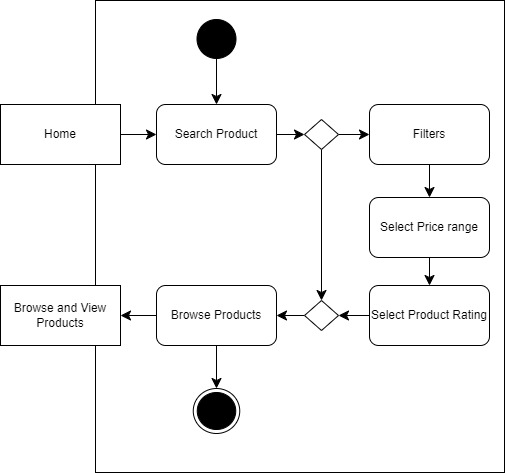 Home
Search Product
Filters
Select Price range
Browse and View
Products
Browse Products
Select Product Rating